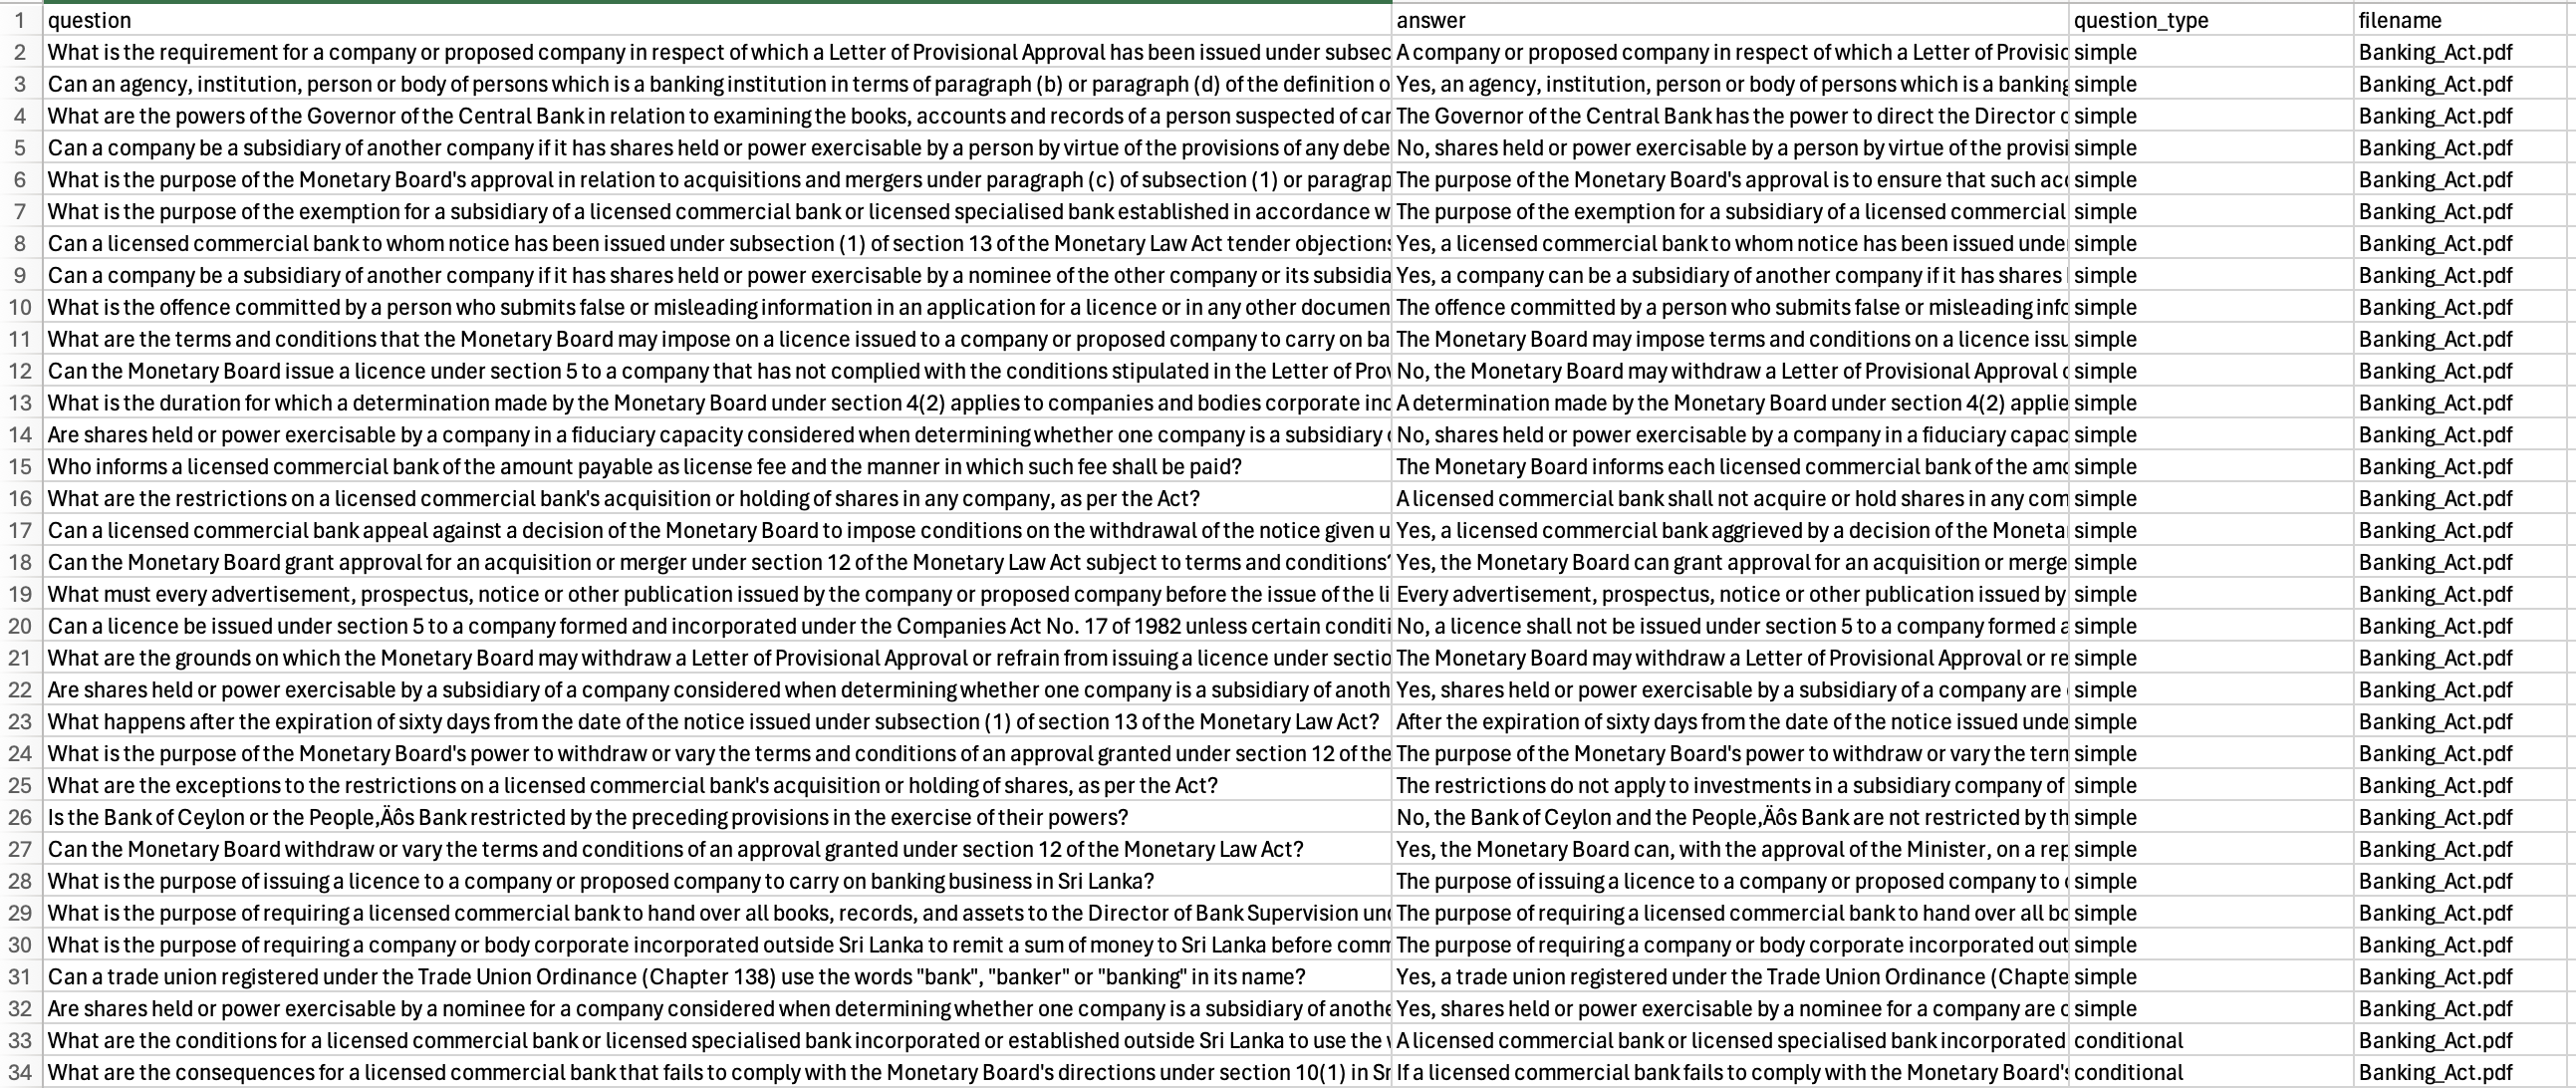 1 question answer question_type filename
2 What is the requirement for a company or proposed company in respect of which a Letter of Provisional Approval has been issued under subsec A company or proposed company in respect of which a Letter of Provisic simple Banking_Act.pdf
3 Can an agency, institution, person or body of persons which is a banking institution in terms of paragraph (b) or paragraph (d) of the definition o Yes, an agency, institution, person or body of persons which is a banking simple Banking_Act.pdf
4 What are the powers of the Governor of the Central Bank in relation to examining the books, accounts and records of a person suspected of car The Governor of the Central Bank has the power to direct the Director c simple Banking_Act.pdf
5 Can a company be a subsidiary of another company if it has shares held or power exercisable by a person by virtue of the provisions of any debe No, shares held or power exercisable by a person by virtue of the provisi simple Banking_Act.pdf
6 What is the purpose of the Monetary Board's approval in relation to acquisitions and mergers under paragraph (c) of subsection (1) or paragrap The purpose of the Monetary Board's approval is to ensure that such acc simple Banking_Act.pdf
7 What is the purpose of the exemption for a subsidiary of a licensed commercial bank or licensed specialised bank established in accordance w The purpose of the exemption for a subsidiary of a licensed commercial simple Banking_Act.pdf
8 Can a licensed commercial bank to whom notice has been issued under subsection (1) of section 13 of the Monetary Law Act tender objections Yes, a licensed commercial bank to whom notice has been issued unde simple Banking_Act.pdf
9 Can a company be a subsidiary of another company if it has shares held or power exercisable by a nominee of the other company or its subsidia Yes, a company can be a subsidiary of another company if it has shares simple Banking_Act.pdf
10 What is the offence committed by a person who submits false or misleading information in an application for a licence or in any other documen The offence committed by a person who submits false or misleading info simple Banking_Act.pdf
11 What are the terms and conditions that the Monetary Board may impose on a licence issued to a company or proposed company to carry on ba The Monetary Board may impose terms and conditions on a licence issu simple Banking_Act.pdf
12 Can the Monetary Board issue a licence under section 5 to a company that has not complied with the conditions stipulated in the Letter of Prov No, the Monetary Board may withdraw a Letter of Provisional Approval c simple Banking_Act.pdf
13 What is the duration for which a determination made by the Monetary Board under section 4(2) applies to companies and bodies corporate inc A determination made by the Monetary Board under section 4(2) applie simple Banking_Act.pdf
14 Are shares held or power exercisable by a company in a fiduciary capacity considered when determining whether one company is a subsidiary No, shares held or power exercisable by a company in a fiduciary capac simple Banking_Act.pdf
15 Who informs a licensed commercial bank of the amount payable as license fee and the manner in which such fee shall be paid? The Monetary Board informs each licensed commercial bank of the amo simple Banking_Act.pdf
16 What are the restrictions on a licensed commercial bank's acquisition or holding of shares in any company, as per the Act? A licensed commercial bank shall not acquire or hold shares in any com simple Banking_Act.pdf
17 Can a licensed commercial bank appeal against a decision of the Monetary Board to impose conditions on the withdrawal of the notice given u Yes, a licensed commercial bank aggrieved by a decision of the Moneta simple Banking_Act.pdf
18 Can the Monetary Board grant approval for an acquisition or merger under section 12 of the Monetary Law Act subject to terms and conditions? Yes, the Monetary Board can grant approval for an acquisition or merge simple Banking_Act.pdf
19 What must every advertisement, prospectus, notice or other publication issued by the company or proposed company before the issue of the li Every advertisement, prospectus, notice or other publication issued by simple Banking_Act.pdf
20 Can a licence be issued under section 5 to a company formed and incorporated under the Companies Act No. 17 of 1982 unless certain conditi No, a licence shall not be issued under section 5 to a company formed a simple Banking_Act.pdf
21 What are the grounds on which the Monetary Board may withdraw a Letter of Provisional Approval or refrain from issuing a licence under sectio The Monetary Board may withdraw a Letter of Provisional Approval or re simple Banking_Act.pdf
22 Are shares held or power exercisable by a subsidiary of a company considered when determining whether one company is a subsidiary of anoth Yes, shares held or power exercisable by a subsidiary of a company are simple Banking_Act.pdf
23 What happens after the expiration of sixty days from the date of the notice issued under subsection (1) of section 13 of the Monetary Law Act? After the expiration of sixty days from the date of the notice issued unde simple Banking_Act.pdf
24 What is the purpose of the Monetary Board's power to withdraw or vary the terms and conditions of an approval granted under section 12 of the The purpose of the Monetary Board's power to withdraw or vary the tern simple Banking_Act.pdf
25 What are the exceptions to the restrictions on a licensed commercial bank's acquisition or holding of shares, as per the Act? The restrictions do not apply to investments in a subsidiary company of simple Banking_Act.pdf
26 Is the Bank of Ceylon or the People‚Äôs Bank restricted by the preceding provisions in the exercise of their powers? No, the Bank of Ceylon and the People‚Äôs Bank are not restricted by th simple Banking_Act.pdf
27 Can the Monetary Board withdraw or vary the terms and conditions of an approval granted under section 12 of the Monetary Law Act? Yes, the Monetary Board can, with the approval of the Minister, on a rep simple Banking_Act.pdf
28 What is the purpose of issuing a licence to a company or proposed company to carry on banking business in Sri Lanka? The purpose of issuing a licence to a company or proposed company to simple Banking_Act.pdf
29 What is the purpose of requiring a licensed commercial bank to hand over all books, records, and assets to the Director of Bank Supervision und The purpose of requiring a licensed commercial bank to hand over all bo simple Banking_Act.pdf
30 What is the purpose of requiring a company or body corporate incorporated outside Sri Lanka to remit a sum of money to Sri Lanka before comm The purpose of requiring a company or body corporate incorporated out simple Banking_Act.pdf
31 Can a trade union registered under the Trade Union Ordinance (Chapter 138) use the words "bank", "banker" or "banking" in its name? Yes, a trade union registered under the Trade Union Ordinance (Chapte simple Banking_Act.pdf
32 Are shares held or power exercisable by a nominee for a company considered when determining whether one company is a subsidiary of anothe Yes, shares held or power exercisable by a nominee for a company are c simple Banking_Act.pdf
33 What are the conditions for a licensed commercial bank or licensed specialised bank incorporated or established outside Sri Lanka to use the A licensed commercial bank or licensed specialised bank incorporated conditional Banking_Act.pdf
34 What are the consequences for a licensed commercial bank that fails to comply with the Monetary Board's directions under section 10(1) in Sr If a licensed commercial bank fails to comply with the Monetary Board's conditional Banking_Act.pdf